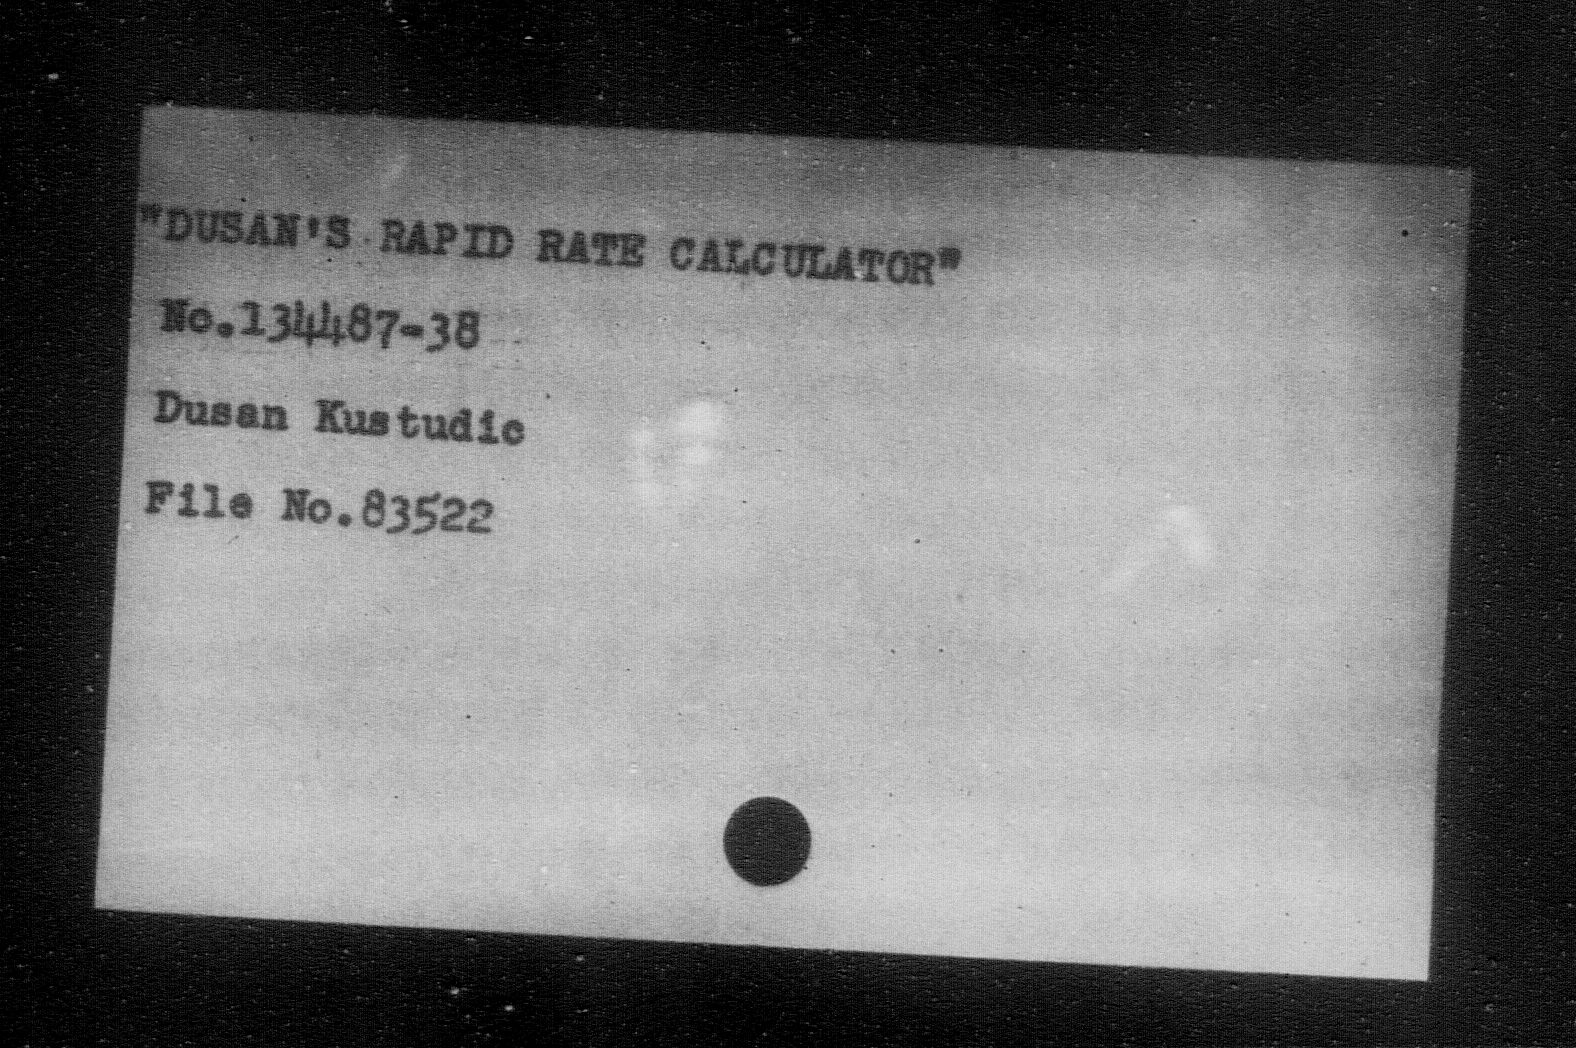 "DUSAN'S RAPID RATE CALCULATOR"
No.134487-38
Dusan Kustudic
File No.83522